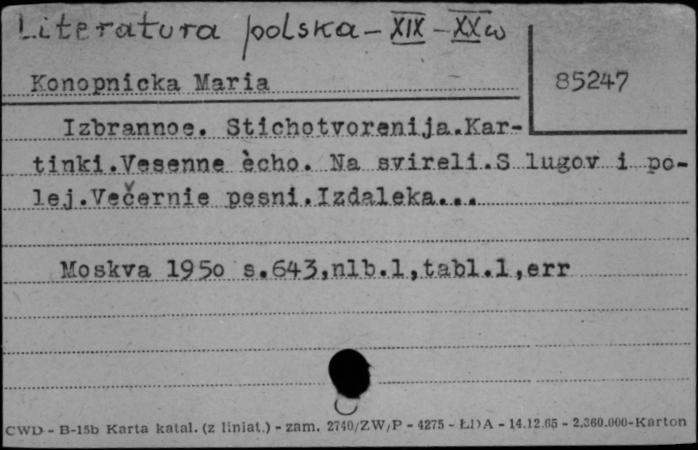 Literatura polska - XIX - XX w
Konopnicka Maria
85247
Izbrannoe. Stichotvorenija.Kar-
tinki.Vesenne ècho. Na svireli.S lugov i po-
lej.Večernie pesni.Izdaleka...
Moskva 1950 s.643,nlb.1,tabl.1,err
CWD - B-15b Karta katal. (z liniat.) - zam. 2740/ZW/P - 4275 - ŁDA - 14.12.65 - 2.360.000-Karton